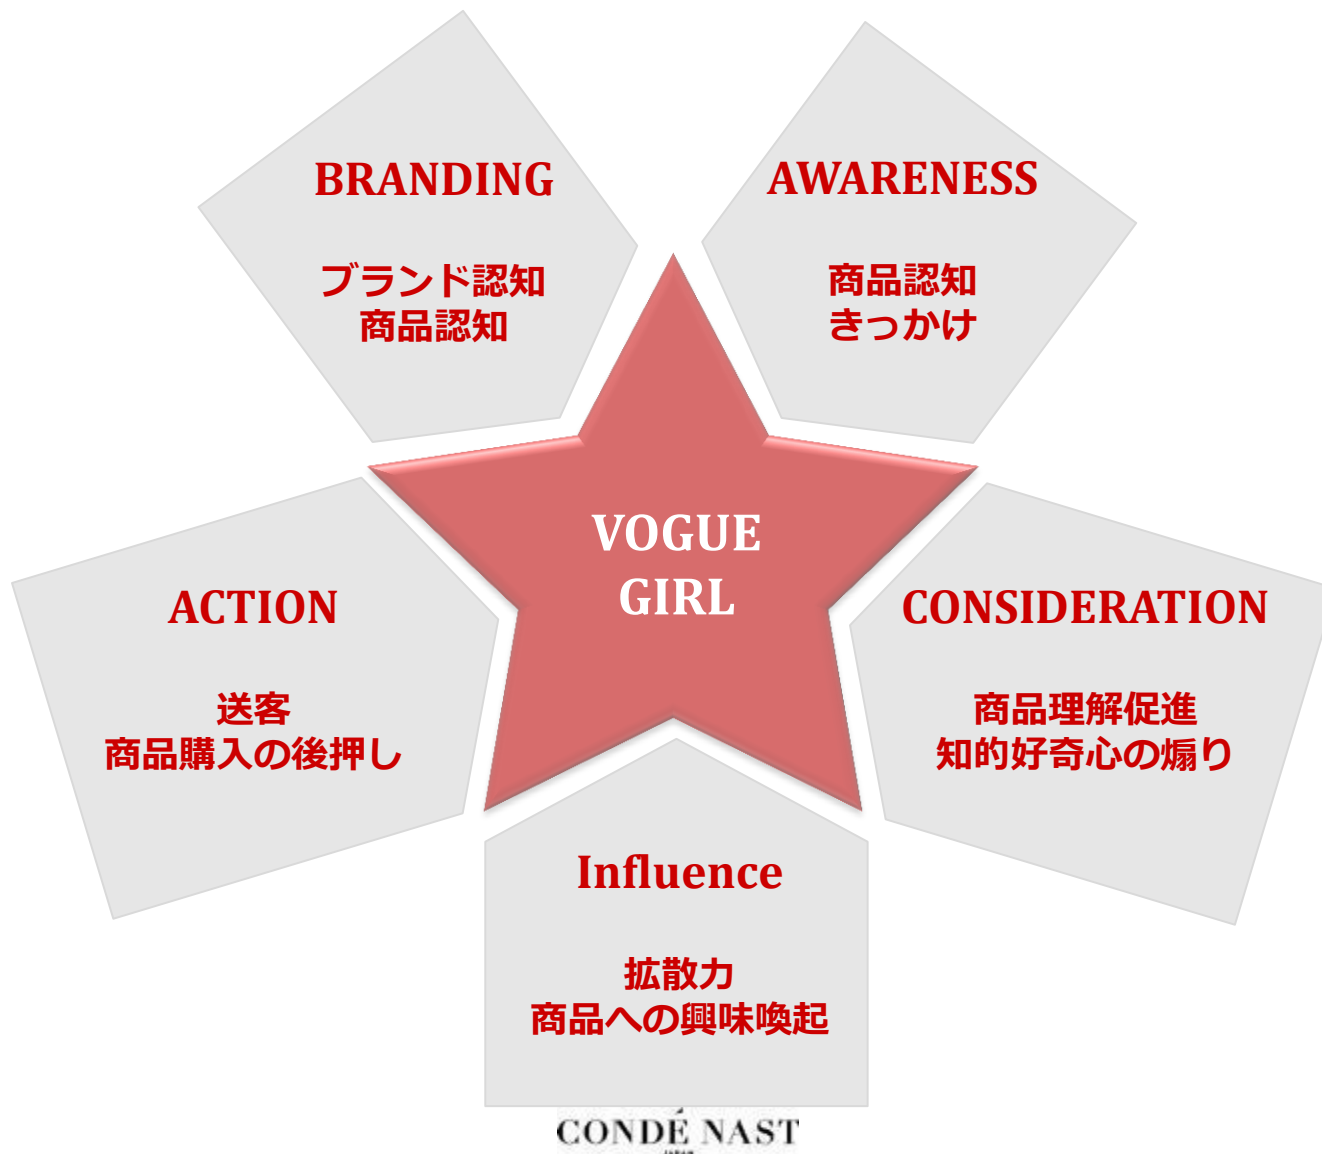 BRANDING
ブランド認知
商品認知
AWARENESS
商品認知
きっかけ
VOGUE
GIRL
ACTION
送客
商品購入の後押し
CONSIDERATION
商品理解促進
知的好奇心の煽り
Influence
拡散力
商品への興味喚起
CONDÉ NAST
JAPAN